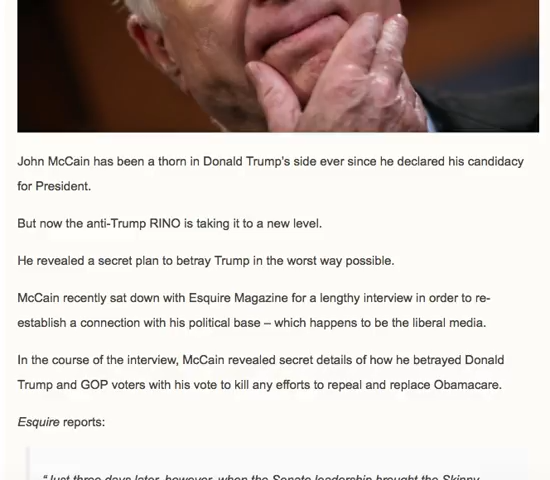 John McCain has been a thorn in Donald Trump's side ever since he declared his candidacy
for President.
But now the anti-Trump RINO is taking it to a new level.
He revealed a secret plan to betray Trump in the worst way possible.
McCain recently sat down with Esquire Magazine for a lengthy interview in order to re-
establish a connection with his political base – which happens to be the liberal media.
In the course of the interview, McCain revealed secret details of how he betrayed Donald
Trump and GOP voters with his vote to kill any efforts to repeal and replace Obamacare.
Esquire reports:
"Just three days later, however, when the Senate leadership brought the Skinny